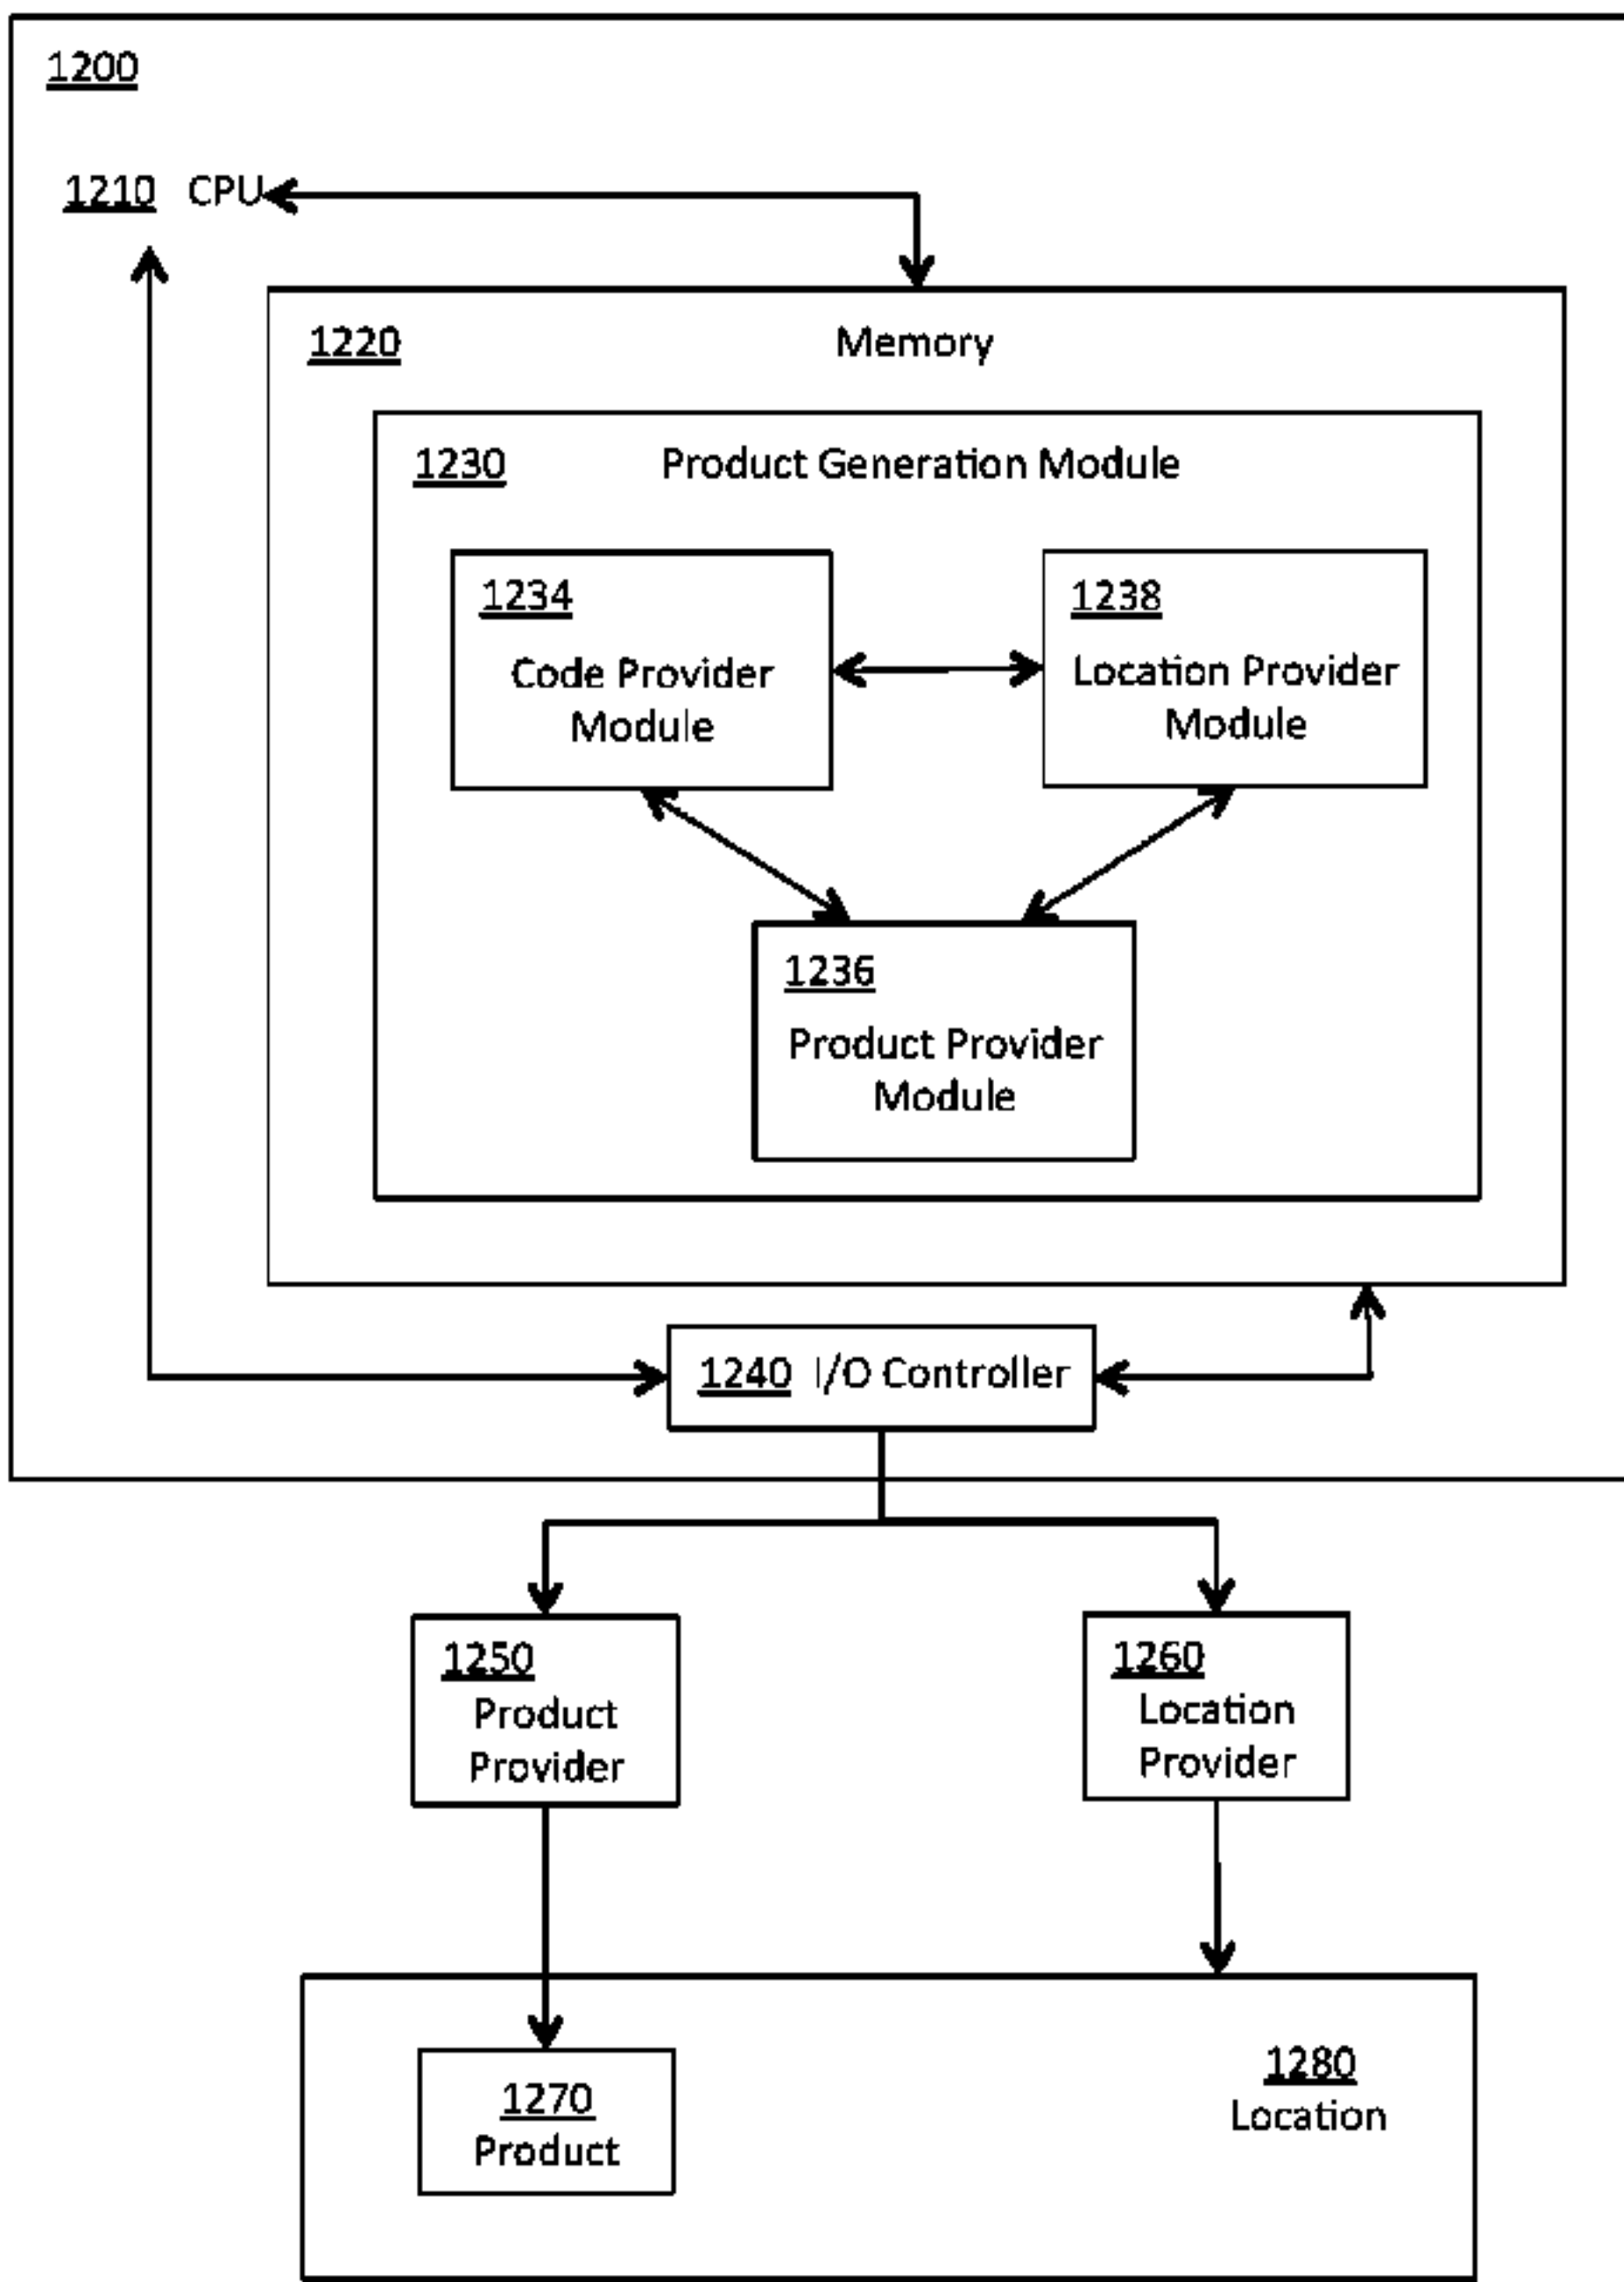 1200
1210 CPU
1220 Memory
1230 Product Generation Module
1234
Code Provider
Module
1238
Location Provider
Module
1236
Product Provider
Module
1240 I/O Controller
1250
Product
Provider
1260
Location
Provider
1270
Product
1280
Location